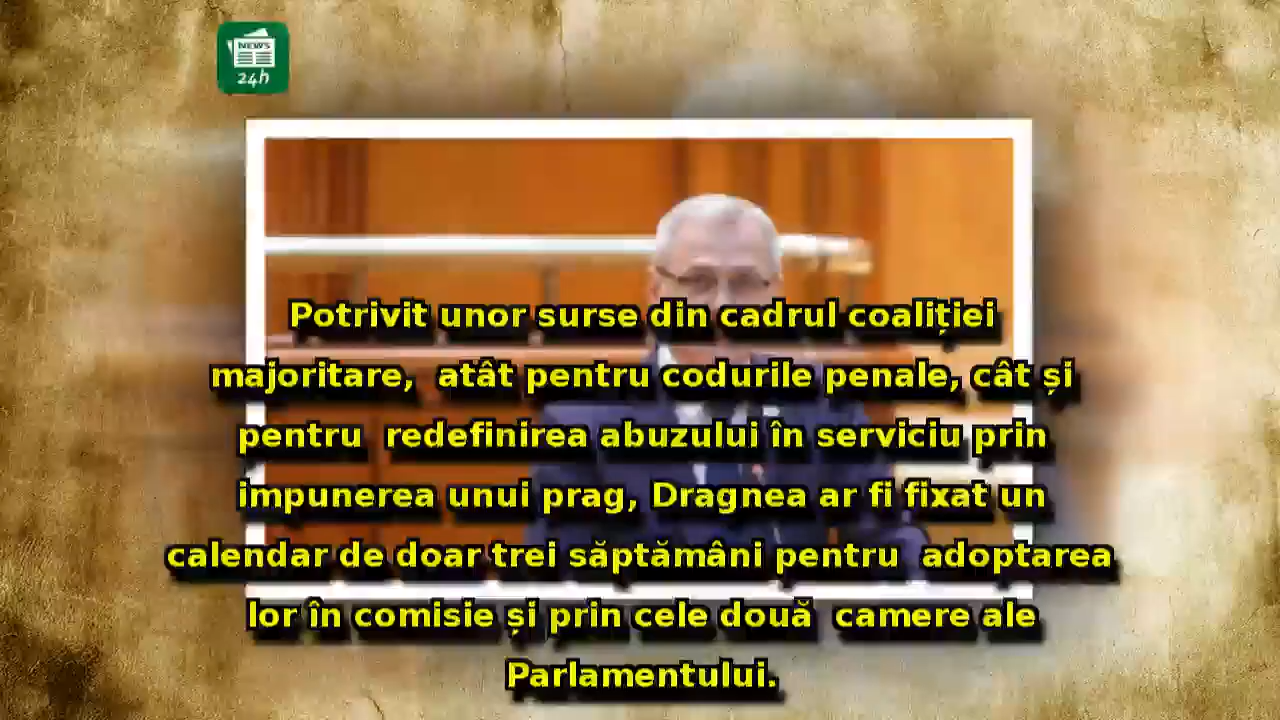 NEWS
24h
Potrivit unor surse din cadrul coaliției
majoritare, atât pentru codurile penale, cât și
pentru redefinirea abuzului în serviciu prin
impunerea unui prag, Dragnea ar fi fixat un
calendar de doar trei săptămâni pentru adoptarea
lor în comisie și prin cele două camere ale
Parlamentului.